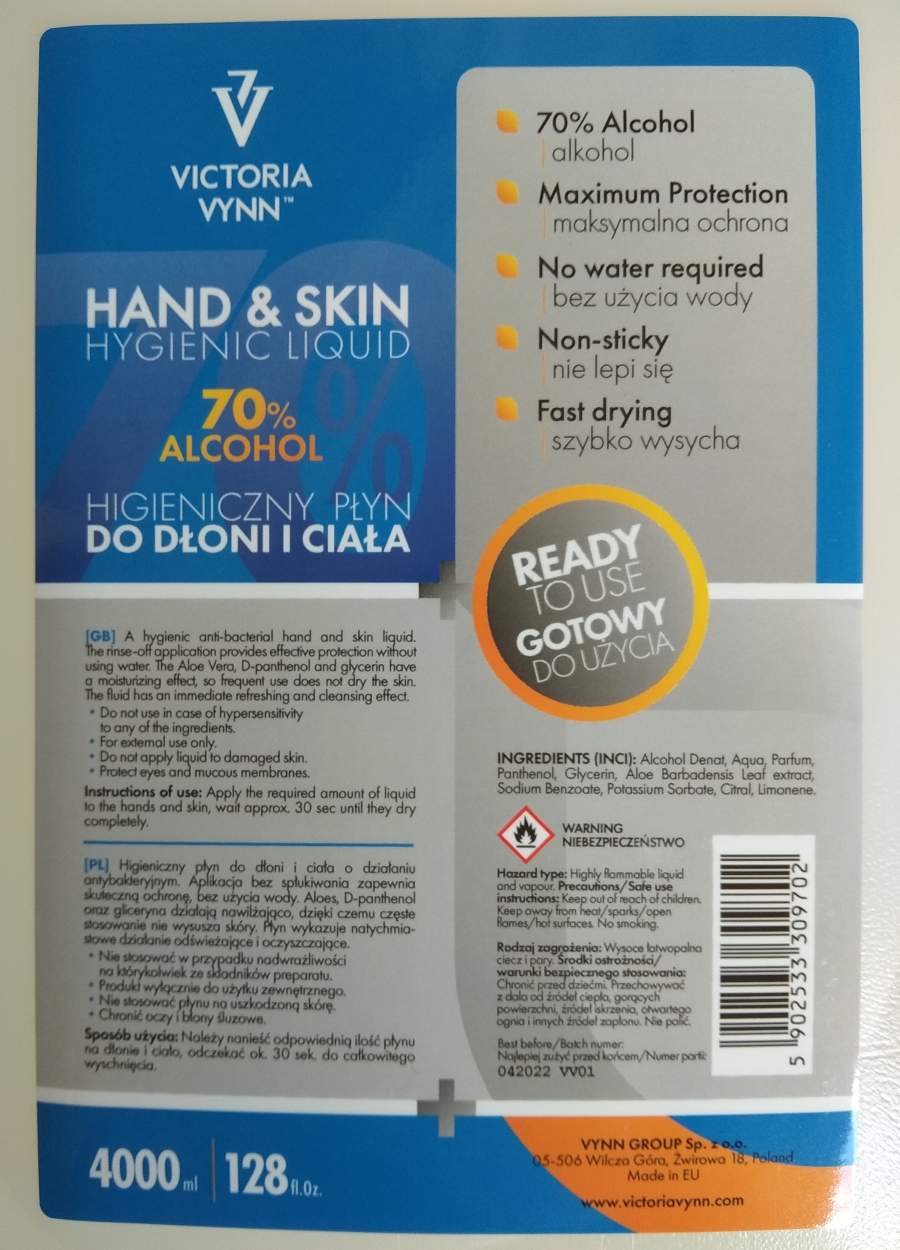 VICTORIA
VYNN™
HAND & SKIN
HYGIENIC LIQUID
70%
ALCOHOL
HIGIENICZNY PŁYN
DO DŁONI I CIAŁA
70% Alcohol
alkohol
Maximum Protection
maksymalna ochrona
No water required
bez użycia wody
Non-sticky
nie lepi się
Fast drying
szybko wysycha
READY
TO USE
GOTOWY
DO UŻYCIA
[GB] A hygienic anti-bacterial hand and skin liquid.
The rinse-off application provides effective protection without
using water. The Aloe Vera, D-panthenol and glycerin have
a moisturizing effect, so frequent use does not dry the skin.
The fluid has an immediate refreshing and cleansing effect.
• Do not use in case of hypersensitivity
to any of the ingredients.
• For external use only.
• Do not apply liquid to damaged skin.
• Protect eyes and mucous membranes.
Instructions of use: Apply the required amount of liquid
to the hands and skin, wait approx. 30 sec until they dry
completely.
[PL] Higieniczny płyn do dłoni i ciała o działaniu
antybakteryjnym. Aplikacja bez spłukiwania zapewnia
skuteczną ochronę, bez użycia wody. Aloes, D-panthenol
oraz gliceryna działają nawilżająco, dzięki czemu częste
stosowanie nie wysusza skóry. Płyn wykazuje natychmia-
stowe działanie odświeżające i oczyszczające.
• Nie stosować w przypadku nadwrażliwości
na którykolwiek ze składników preparatu.
• Produkt wyłącznie do użytku zewnętrznego.
• Nie stosować płynu na uszkodzoną skórę.
• Chronić oczy i błony śluzowe.
Sposób użycia: Należy nanieść odpowiednią ilość płynu
na dłonie i ciało, odczekać ok. 30 sek. do całkowitego
wyschnięcia.
INGREDIENTS (INCI): Alcohol Denat, Aqua, Parfum,
Panthenol, Glycerin, Aloe Barbadensis Leaf extract,
Sodium Benzoate, Potassium Sorbate, Citral, Limonene.
WARNING
NIEBEZPIECZEŃSTWO
Hazard type: Highly flammable liquid
and vapour. Precautions/Safe use
instructions: Keep out of reach of children.
Keep away from heat/sparks/open
flames/hot surfaces. No smoking.
Rodzaj zagrożenia: Wysoce łatwopalna
ciecz i pary. Środki ostrożności/
warunki bezpiecznego stosowania:
Chronić przed dziećmi. Przechowywać
z dala od źródeł ciepła, gorących
powierzchni, źródeł iskrzenia, otwartego
ognia i innych źródeł zapłonu. Nie palić.
Best before/Batch numer:
Najlepiej zużyć przed końcem/Numer partii:
042022 VV01
5 902533 309702
4000 ml 128 fl.Oz.
VYNN GROUP Sp. z o.o.
05-506 Wilcza Góra, Żwirowa 18, Poland
Made in EU
www.victoriavynn.com